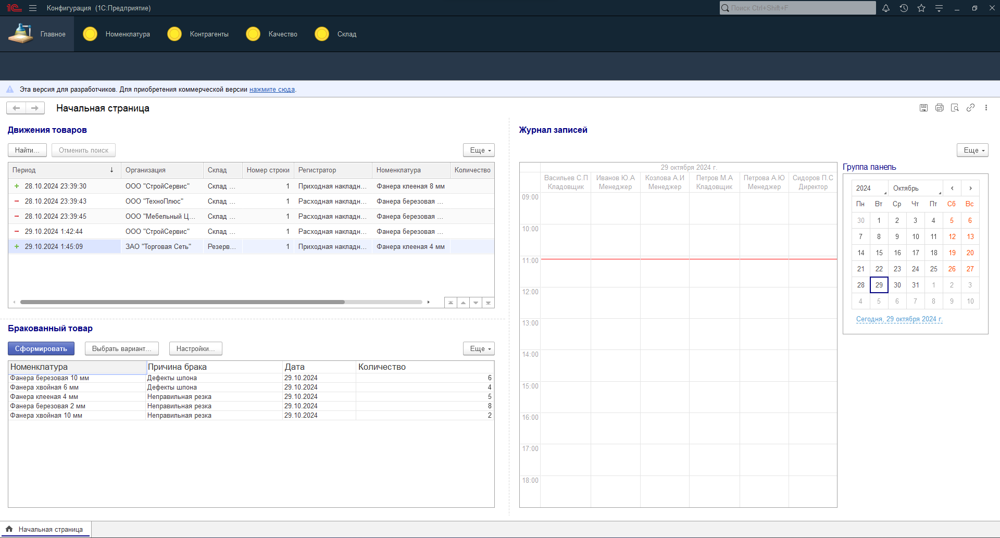 1С Конфигурация (1С:Предприятие)
Поиск Ctrl+Shift+F
Главное Номенклатура Контрагенты Качество Склад
Эта версия для разработчиков. Для приобретения коммерческой версии нажмите сюда.
Начальная страница
Движения товаров
Найти... Отменить поиск Еще
Период Организация Склад Номер строки Регистратор Номенклатура Количество
28.10.2024 23:39:30 ООО "СтройСервис" Склад ... 1 Приходная накладн... Фанера клееная 8 мм
28.10.2024 23:39:43 ООО "ТехноПлюс" Склад ... 1 Расходная накладн... Фанера березовая ...
28.10.2024 23:39:45 ООО "Мебельный Ц... Склад ... 1 Расходная накладн... Фанера березовая ...
29.10.2024 1:42:44 ООО "СтройСервис" Склад ... 1 Расходная накладн... Фанера березовая ...
29.10.2024 1:45:09 ЗАО "Торговая Сеть" Резерв... 1 Приходная накладн... Фанера клееная 4 мм
Бракованный товар
Сформировать Выбрать вариант... Настройки... Еще
Номенклатура Причина брака Дата Количество
Фанера березовая 10 мм Дефекты шпона 29.10.2024 6
Фанера хвойная 6 мм Дефекты шпона 29.10.2024 4
Фанера клееная 4 мм Неправильная резка 29.10.2024 5
Фанера березовая 2 мм Неправильная резка 29.10.2024 8
Фанера хвойная 10 мм Неправильная резка 29.10.2024 2
Журнал записей
Еще
29 октября 2024 г.
Васильев С.П Иванов Ю.А Козлова А.И Петров М.А Петрова А.Ю Сидоров П.С
Кладовщик Менеджер Менеджер Кладовщик Менеджер Директор
09:00
10:00
11:00
12:00
13:00
14:00
15:00
16:00
17:00
18:00
Группа панель
2024 Октябрь
Пн Вт Ср Чт Пт Сб Вс
30 1 2 3 4 5 6
7 8 9 10 11 12 13
14 15 16 17 18 19 20
21 22 23 24 25 26 27
28 29 30 31 1 2 3
4 5 6 7 8 9 10
Сегодня, 29 октября 2024 г.
Начальная страница